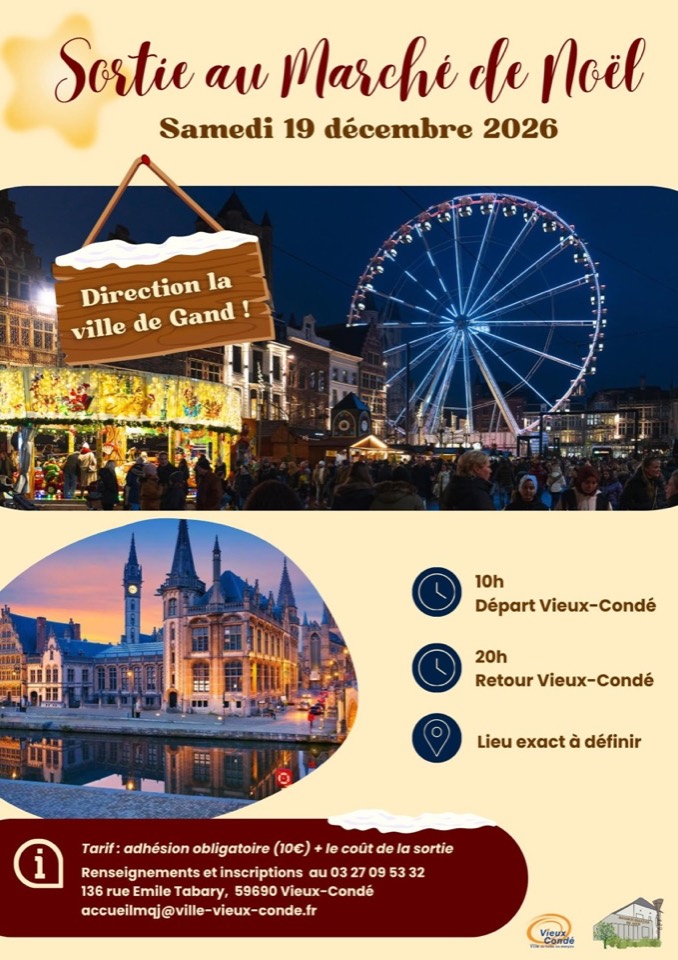 Sortie au Marché de Noël
Samedi 19 décembre 2026
Direction la
ville de Gand !
10h
Départ Vieux-Condé
20h
Retour Vieux-Condé
Lieu exact à définir
Tarif : adhésion obligatoire (10€) + le coût de la sortie
Renseignements et inscriptions au 03 27 09 53 32
136 rue Emile Tabary, 59690 Vieux-Condé
accueilmqj@ville-vieux-conde.fr
Vieux
Condé